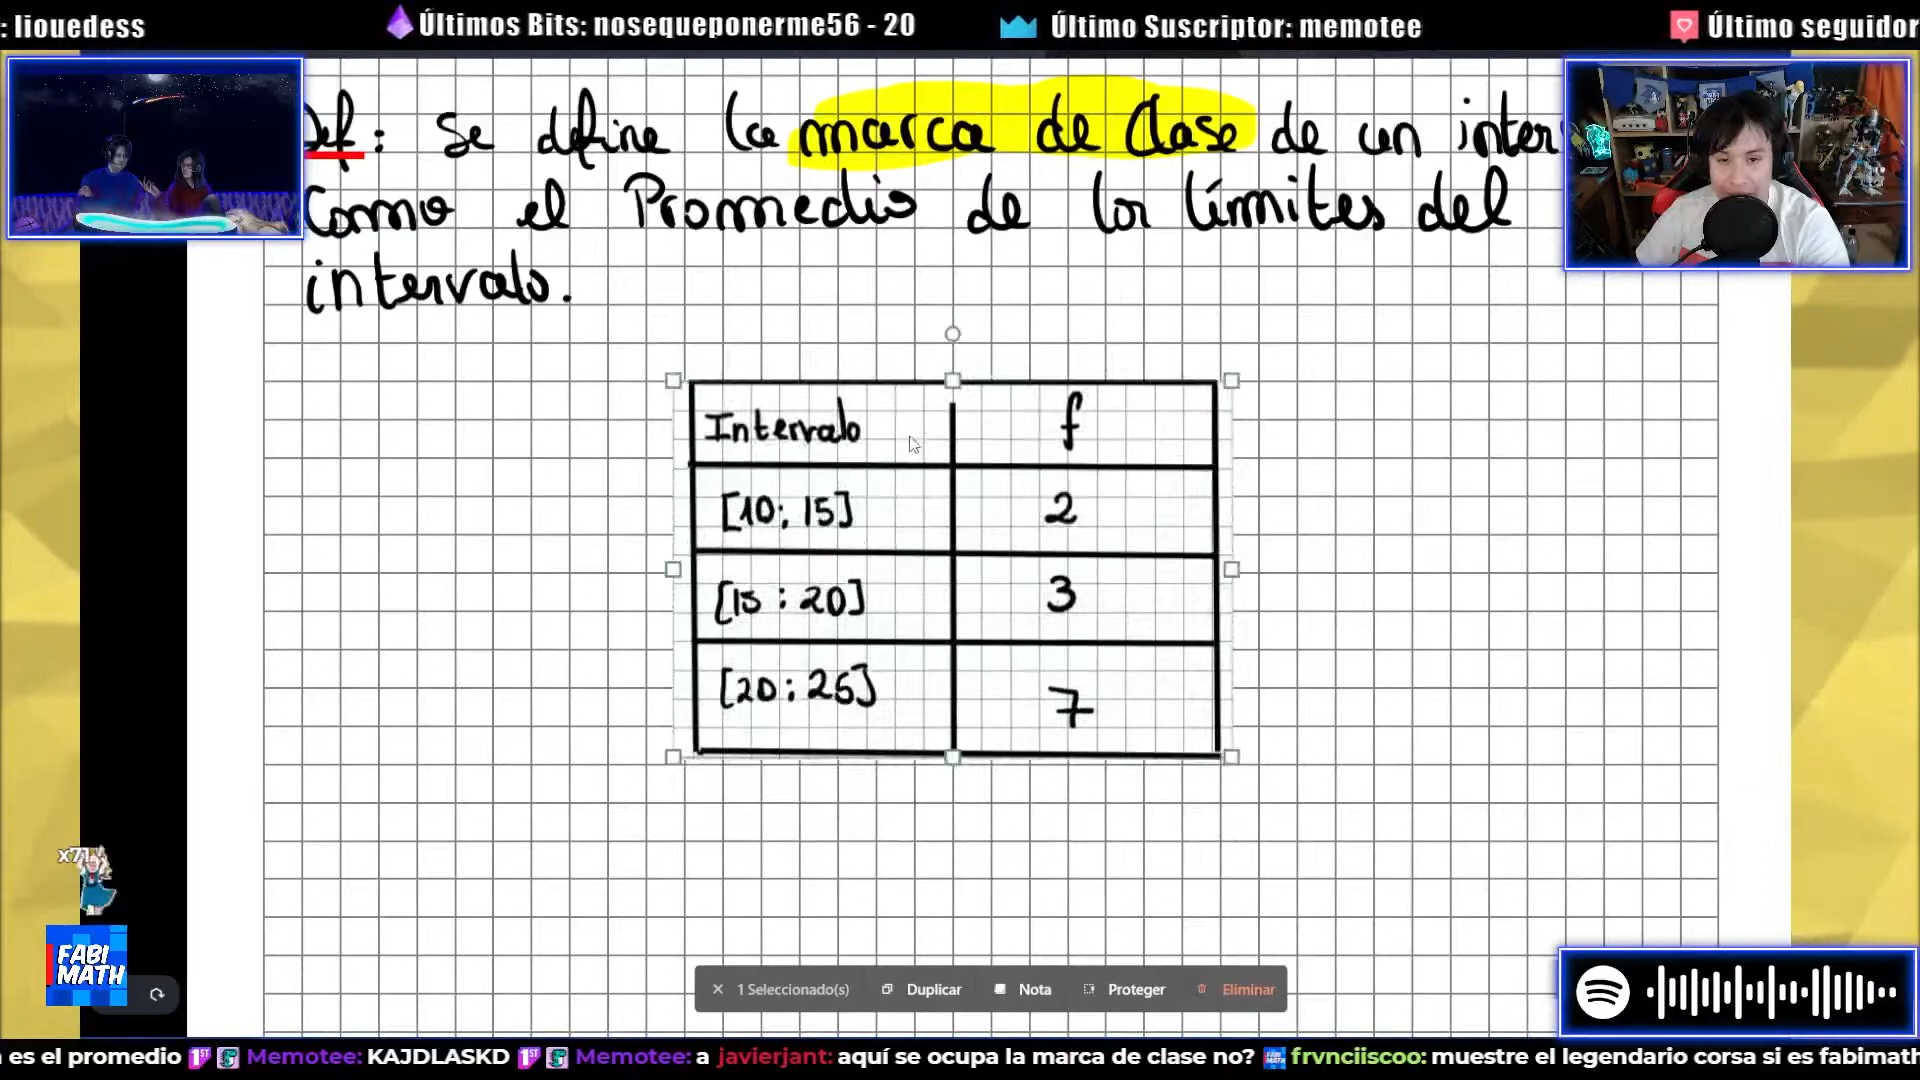 : liouedess
Últimos Bits: nosequeponerme56 - 20
Último Suscriptor: memotee
Último seguidor
Def: Se define la marca de Clase de un inter
Como el Promedio de los límites del
intervalo.
Intervalo f
[10; 15] 2
[15 ; 20] 3
[20 ; 25] 7
x71
FABI
MATH
1 Seleccionado(s) Duplicar Nota Proteger Eliminar
es el promedio 1ST Memotee: KAJDLASKD 1ST Memotee: a javierjant: aquí se ocupa la marca de clase no? frvnciiscoo: muestre el legendario corsa si es fabimath